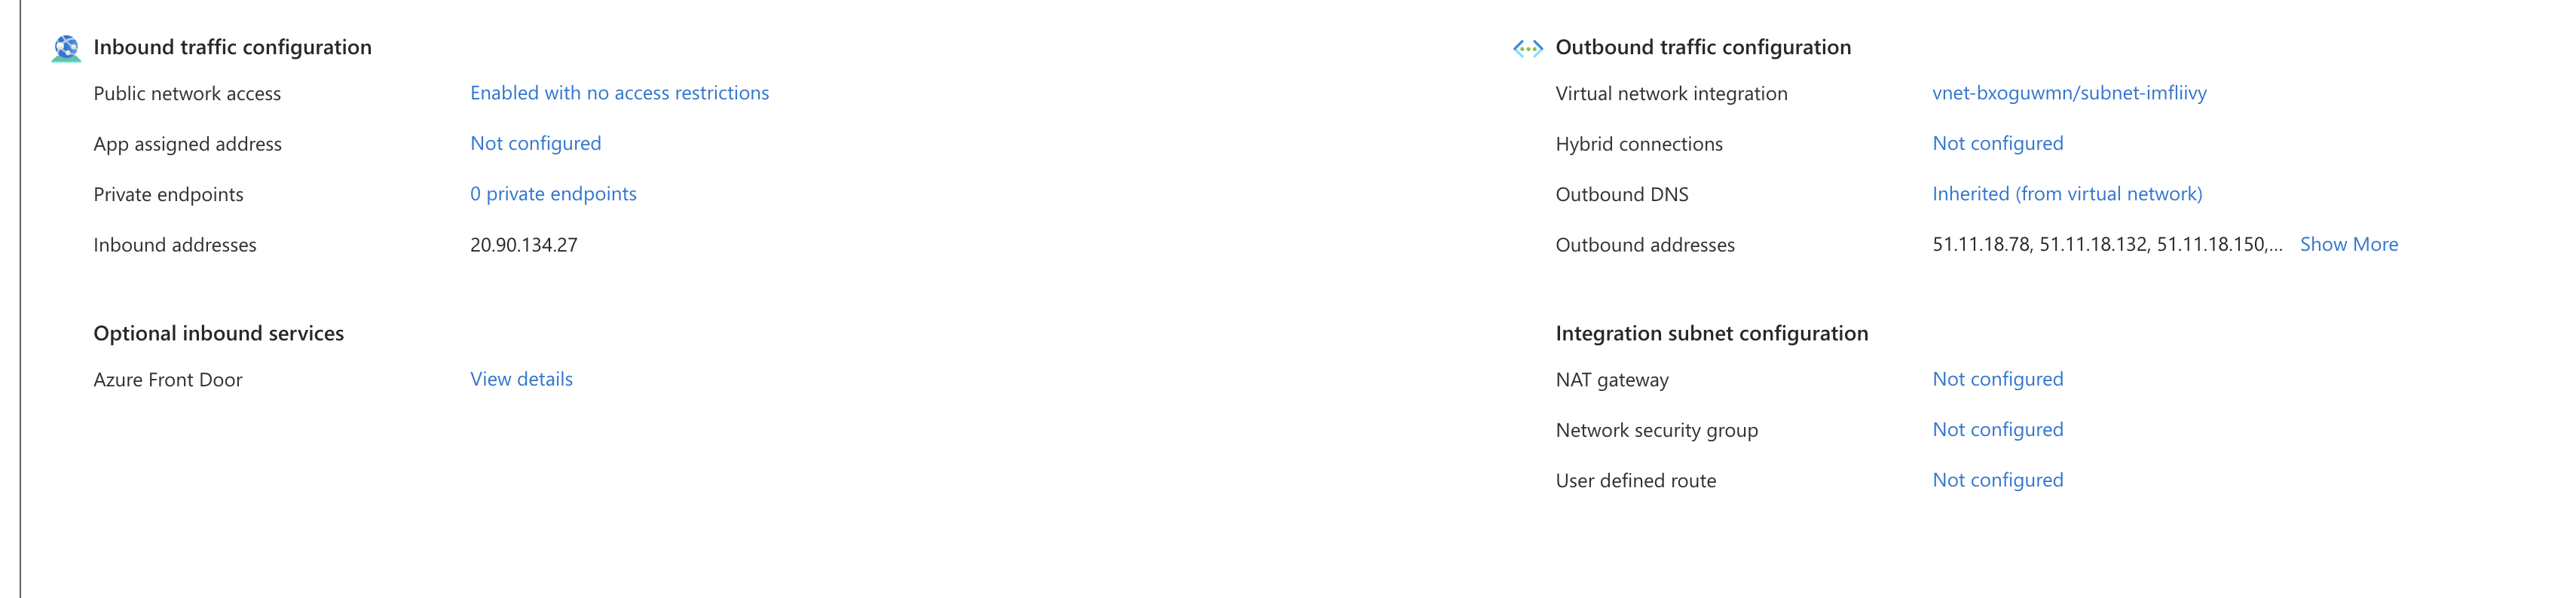 Inbound traffic configuration
Public network access Enabled with no access restrictions
App assigned address Not configured
Private endpoints 0 private endpoints
Inbound addresses 20.90.134.27
Optional inbound services
Azure Front Door View details
Outbound traffic configuration
Virtual network integration vnet-bxoguwmn/subnet-imfliivy
Hybrid connections Not configured
Outbound DNS Inherited (from virtual network)
Outbound addresses 51.11.18.78, 51.11.18.132, 51.11.18.150,... Show More
Integration subnet configuration
NAT gateway Not configured
Network security group Not configured
User defined route Not configured